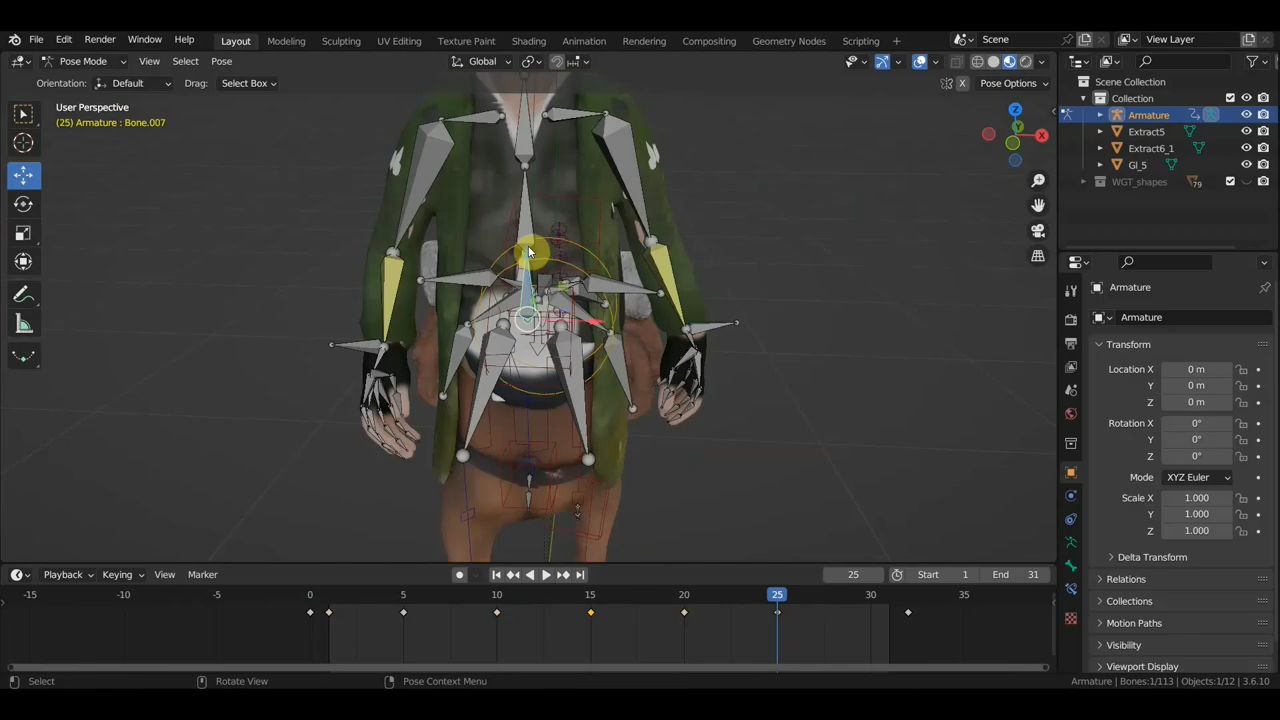 File Edit Render Window Help Layout Modeling Sculpting UV Editing Texture Paint Shading Animation Rendering Compositing Geometry Nodes Scripting + Scene View Layer
Pose Mode View Select Pose Global
Orientation: Default Drag: Select Box X Pose Options
User Perspective
(25) Armature : Bone.007
Z
Y
X
Scene Collection
Collection
Armature
Extract5
Extract6_1
Gl_5
WGT_shapes 79
Armature
Armature
Transform
Location X 0 m
Y 0 m
Z 0 m
Rotation X 0°
Y 0°
Z 0°
Mode XYZ Euler
Scale X 1.000
Y 1.000
Z 1.000
Delta Transform
Relations
Collections
Motion Paths
Visibility
Viewport Display
Playback Keying View Marker 25 Start 1 End 31
-15 -10 -5 0 5 10 15 20 25 30 35
Select Rotate View Pose Context Menu Armature | Bones:1/113 | Objects:1/12 | 3.6.10